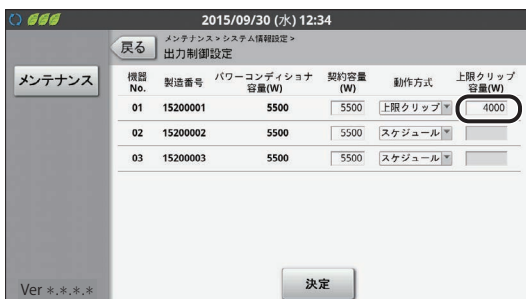 2015/09/30 (水) 12:34
戻る
メンテナンス > システム情報設定 >
出力制御設定
メンテナンス
機器No. 製造番号 パワーコンディショナ容量(W) 契約容量(W) 動作方式 上限クリップ容量(W)
01 15200001 5500 5500 上限クリップ 4000
02 15200002 5500 5500 スケジュール
03 15200003 5500 5500 スケジュール
決定
Ver *.*.*.*